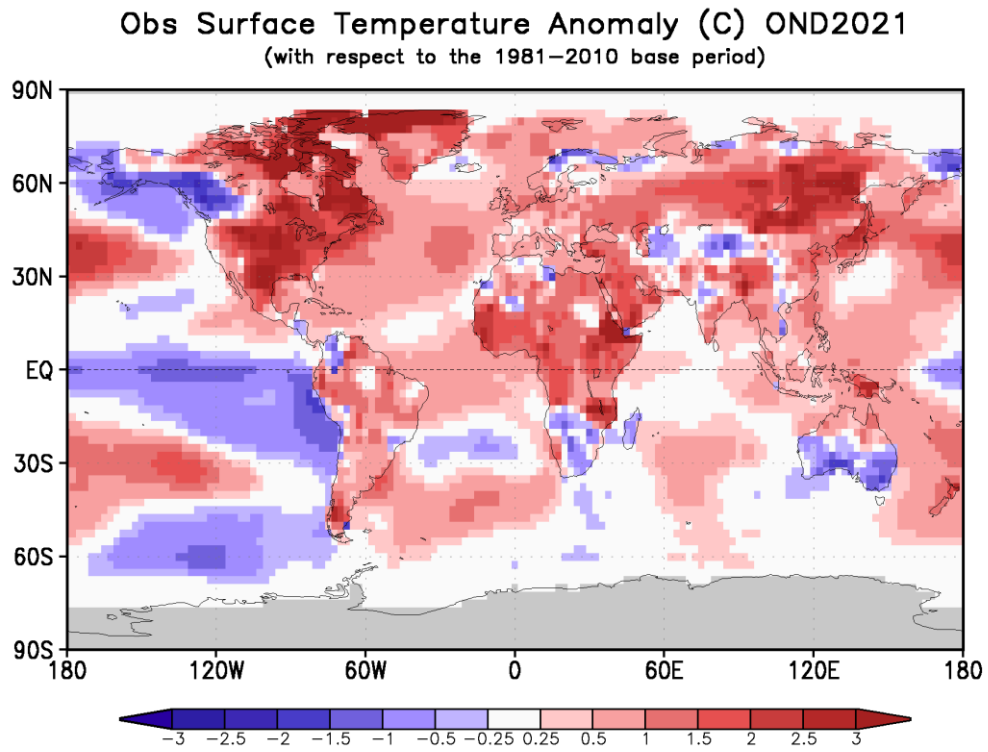 Obs Surface Temperature Anomaly (C) OND2021
(with respect to the 1981−2010 base period)
90N
60N
30N
EQ
30S
60S
90S
180 120W 60W 0 60E 120E 180
−3 −2.5 −2 −1.5 −1 −0.5 −0.25 0.25 0.5 1 1.5 2 2.5 3